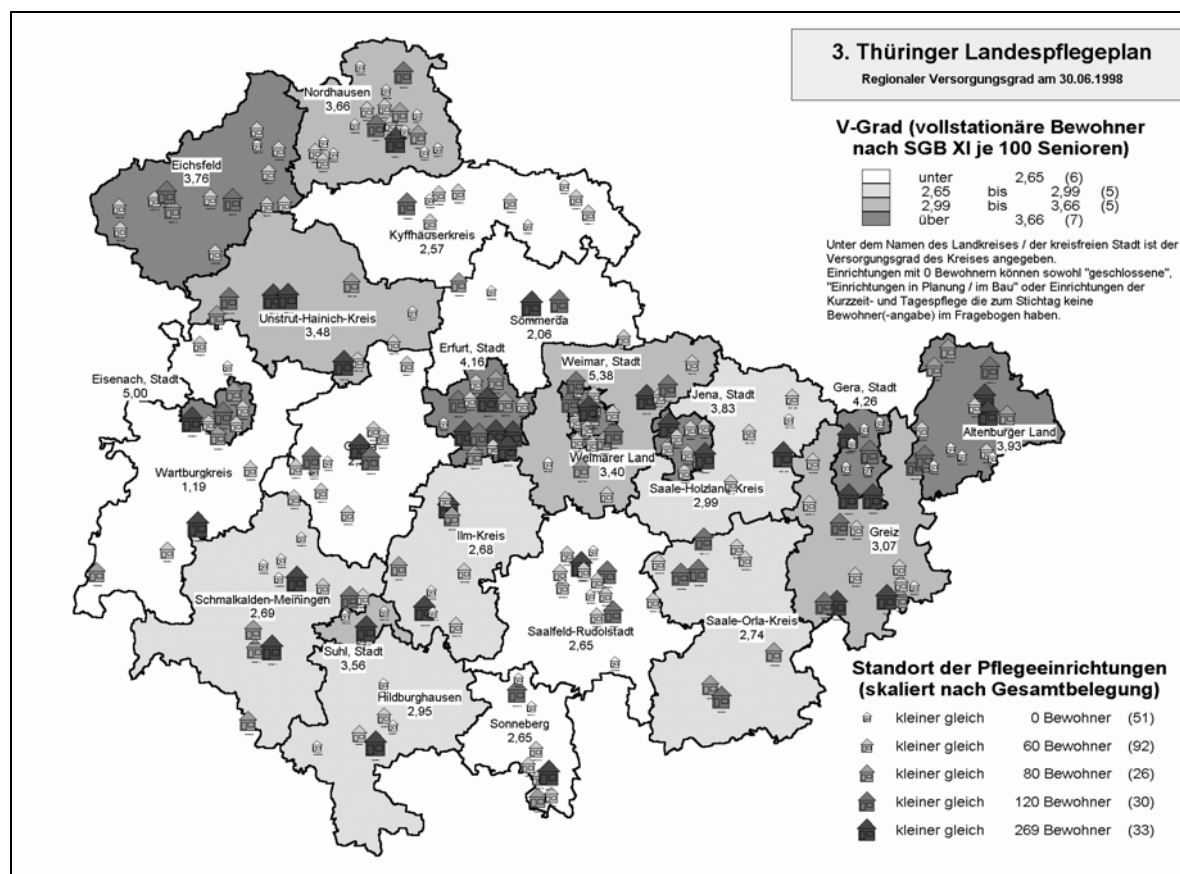 3. Thüringer Landespflegeplan
Regionaler Versorgungsgrad am 30.06.1998
V-Grad (vollstationäre Bewohner
nach SGB XI je 100 Senioren)
unter 2,65 (6)
2,65 bis 2,99 (5)
2,99 bis 3,66 (5)
über 3,66 (7)
Unter dem Namen des Landkreises / der kreisfreien Stadt ist der
Versorgungsgrad des Kreises angegeben.
Einrichtungen mit 0 Bewohnern können sowohl "geschlossene",
"Einrichtungen in Planung / im Bau" oder Einrichtungen der
Kurzzeit- und Tagespflege die zum Stichtag keine
Bewohner(-angabe) im Fragebogen haben.
Nordhausen
3,66
Eichsfeld
3,76
Kyffhäuserkreis
2,57
Unstrut-Hainich-Kreis
3,48
Sömmerda
2,06
Erfurt, Stadt
4,16
Weimar, Stadt
5,38
Eisenach, Stadt
5,00
Jena, Stadt
3,83
Gera, Stadt
4,26
Altenburger Land
3,93
Weimarer Land
3,40
Wartburgkreis
1,19
Saale-Holzland-Kreis
2,99
Ilm-Kreis
2,68
Greiz
3,07
Schmalkalden-Meiningen
2,69
Saalfeld-Rudolstadt
2,65
Saale-Orla-Kreis
2,74
Suhl, Stadt
3,56
Hildburghausen
2,95
Sonneberg
2,65
Standort der Pflegeeinrichtungen
(skaliert nach Gesamtbelegung)
kleiner gleich 0 Bewohner (51)
kleiner gleich 60 Bewohner (92)
kleiner gleich 80 Bewohner (26)
kleiner gleich 120 Bewohner (30)
kleiner gleich 269 Bewohner (33)